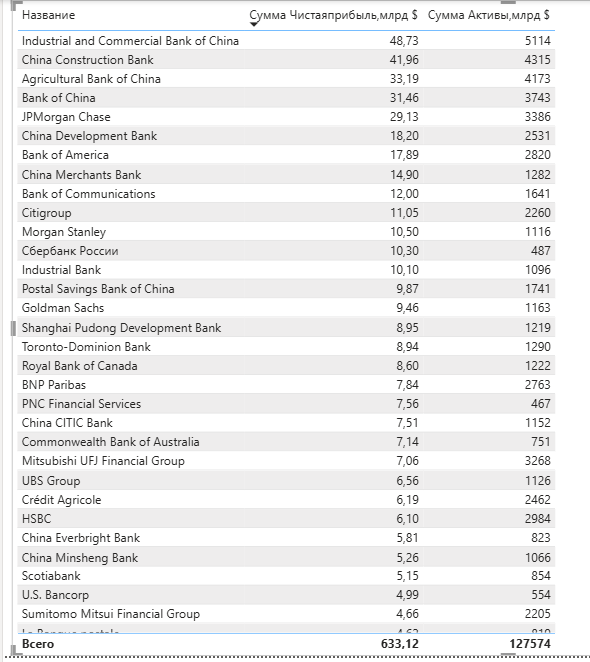 Название Сумма Чистаяприбыль,млрд $ Сумма Активы,млрд $
Industrial and Commercial Bank of China 48,73 5114
China Construction Bank 41,96 4315
Agricultural Bank of China 33,19 4173
Bank of China 31,46 3743
JPMorgan Chase 29,13 3386
China Development Bank 18,20 2531
Bank of America 17,89 2820
China Merchants Bank 14,90 1282
Bank of Communications 12,00 1641
Citigroup 11,05 2260
Morgan Stanley 10,50 1116
Сбербанк России 10,30 487
Industrial Bank 10,10 1096
Postal Savings Bank of China 9,87 1741
Goldman Sachs 9,46 1163
Shanghai Pudong Development Bank 8,95 1219
Toronto-Dominion Bank 8,94 1290
Royal Bank of Canada 8,60 1222
BNP Paribas 7,84 2763
PNC Financial Services 7,56 467
China CITIC Bank 7,51 1152
Commonwealth Bank of Australia 7,14 751
Mitsubishi UFJ Financial Group 7,06 3268
UBS Group 6,56 1126
Crédit Agricole 6,19 2462
HSBC 6,10 2984
China Everbright Bank 5,81 823
China Minsheng Bank 5,26 1066
Scotiabank 5,15 854
U.S. Bancorp 4,99 554
Sumitomo Mitsui Financial Group 4,66 2205
Всего 633,12 127574